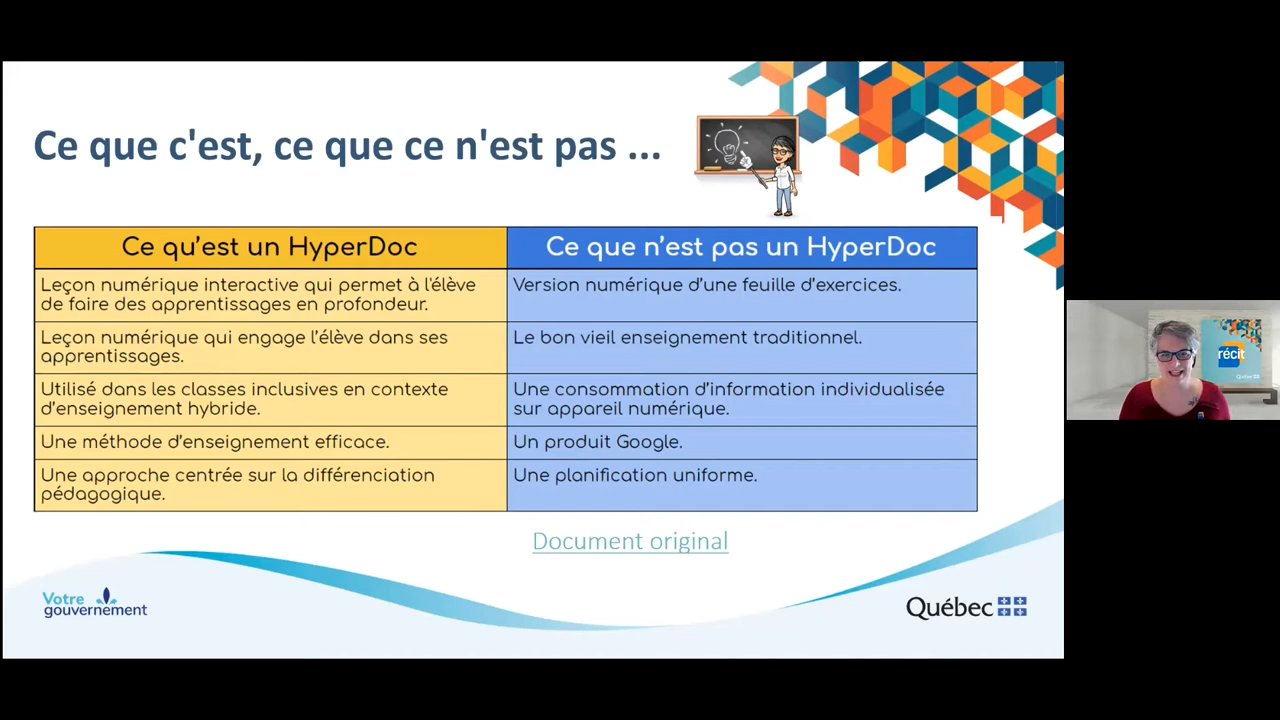 Ce que c'est, ce que ce n'est pas ...
Ce qu'est un HyperDoc
Ce que n'est pas un HyperDoc
Leçon numérique interactive qui permet à l'élève
de faire des apprentissages en profondeur.
Version numérique d'une feuille d'exercices.
Leçon numérique qui engage l'élève dans ses
apprentissages.
Le bon vieil enseignement traditionnel.
Utilisé dans les classes inclusives en contexte
d'enseignement hybride.
Une consommation d'information individualisée
sur appareil numérique.
Une méthode d'enseignement efficace.
Un produit Google.
Une approche centrée sur la différenciation
pédagogique.
Une planification uniforme.
Document original
Votre
gouvernement
Québec
récit
Québec